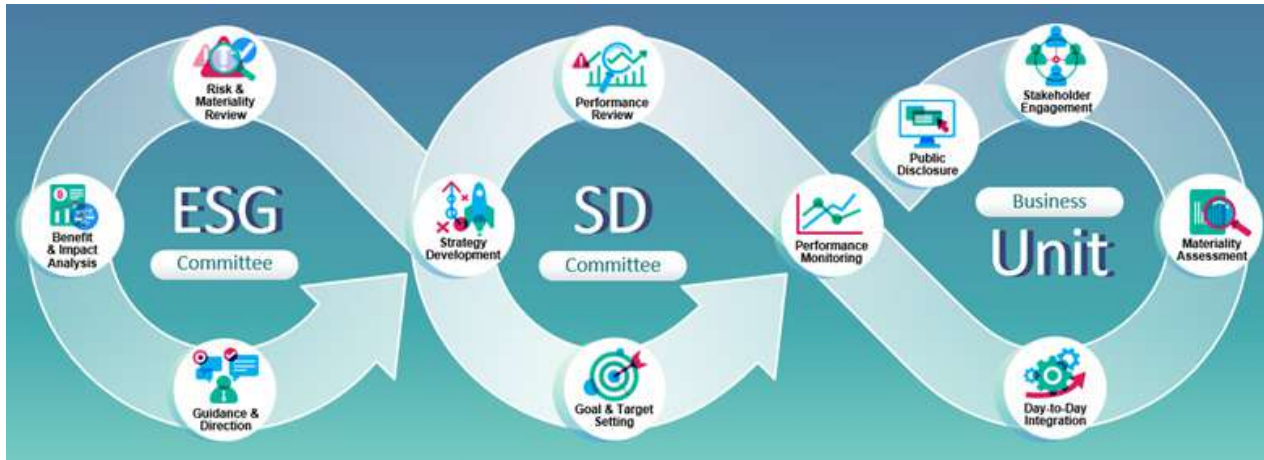 Risk &
Materiality
Review
Benefit
& Impact
Analysis
ESG
Committee
Guidance &
Direction
Performance
Review
Strategy
Development
SD
Committee
Goal & Target
Setting
Performance
Monitoring
Stakeholder
Engagement
Public
Disclosure
Business
Unit
Materiality
Assessment
Day-to-Day
Integration